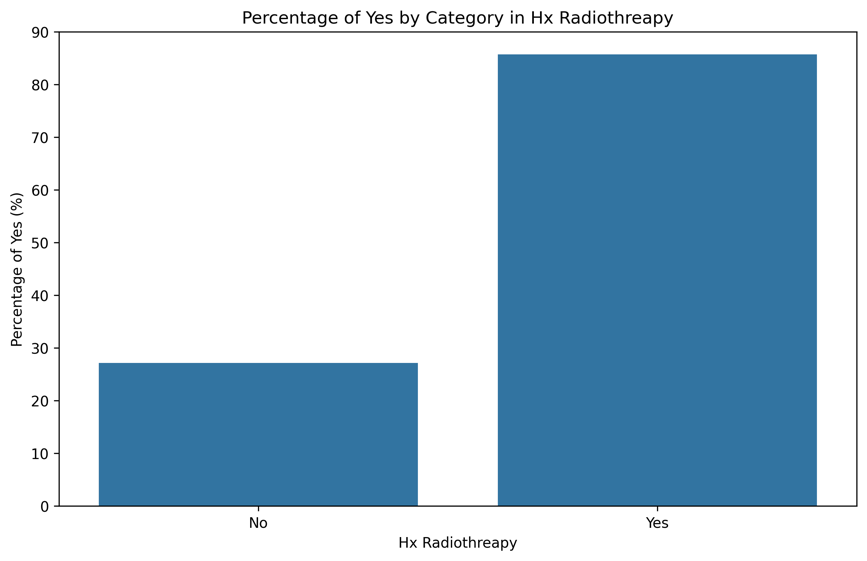 Percentage of Yes by Category in Hx Radiothreapy
Percentage of Yes (%)
90
80
70
60
50
40
30
20
10
0
No
Yes
Hx Radiothreapy